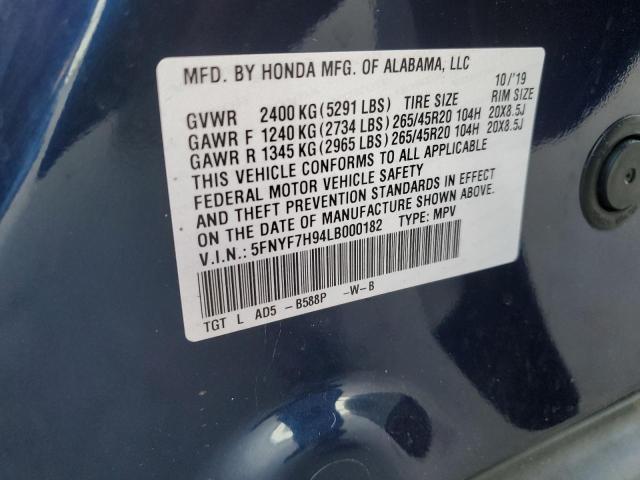 MFD. BY HONDA MFG. OF ALABAMA, LLC 10/'19
GVWR 2400 KG (5291 LBS) TIRE SIZE RIM SIZE
GAWR F 1240 KG (2734 LBS) 265/45R20 104H 20X8.5J
GAWR R 1345 KG (2965 LBS) 265/45R20 104H 20X8.5J
THIS VEHICLE CONFORMS TO ALL APPLICABLE
FEDERAL MOTOR VEHICLE SAFETY
AND THEFT PREVENTION STANDARDS IN EFFECT
ON THE DATE OF MANUFACTURE SHOWN ABOVE.
V.I.N.: 5FNYF7H94LB000182 TYPE: MPV
TGT L AD5 -B588P -W-B